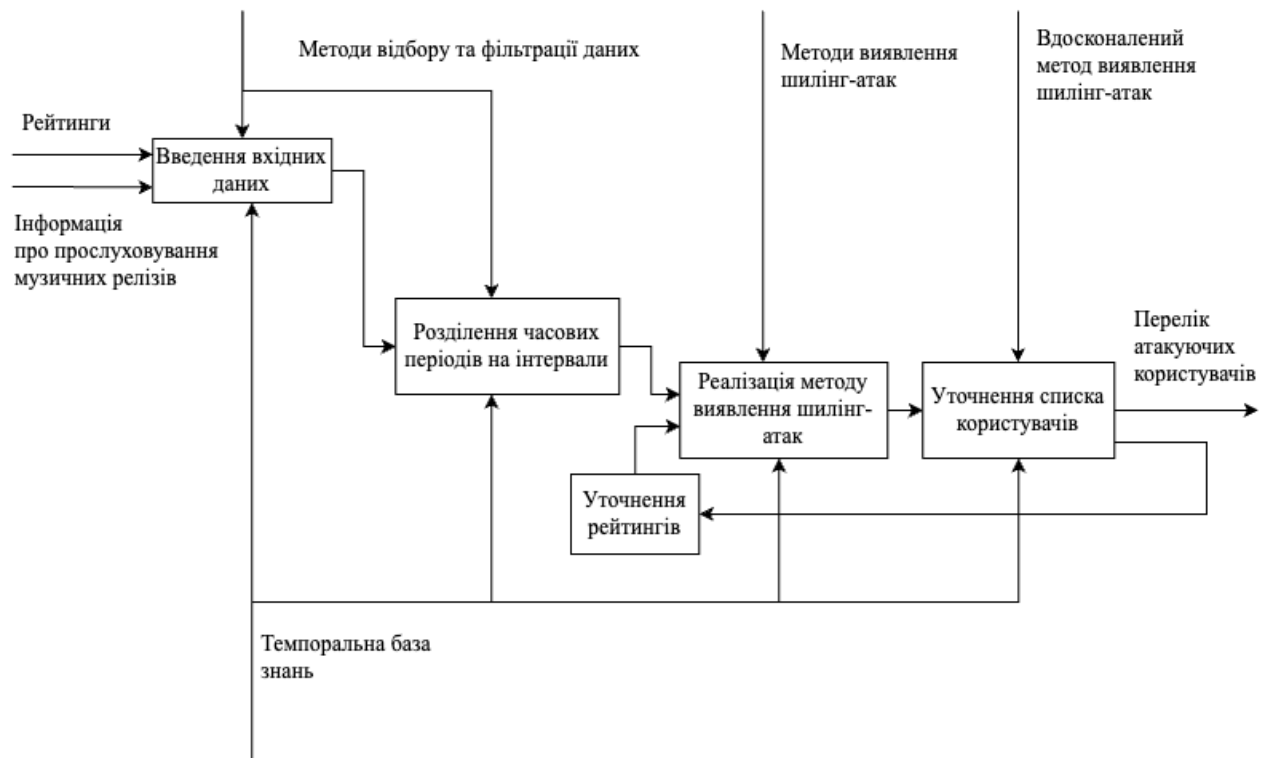 Методи відбору та фільтрації даних
Методи виявлення
шилінг-атак
Вдосконалений
метод виявлення
шилінг-атак
Рейтинги
Введення вхідних
даних
Інформація
про прослуховування
музичних релізів
Розділення часових
періодів на інтервали
Реалізація методу
виявлення шилінг-
атак
Уточнення списка
користувачів
Перелік
атакуючих
користувачів
Уточнення
рейтингів
Темпоральна база
знань